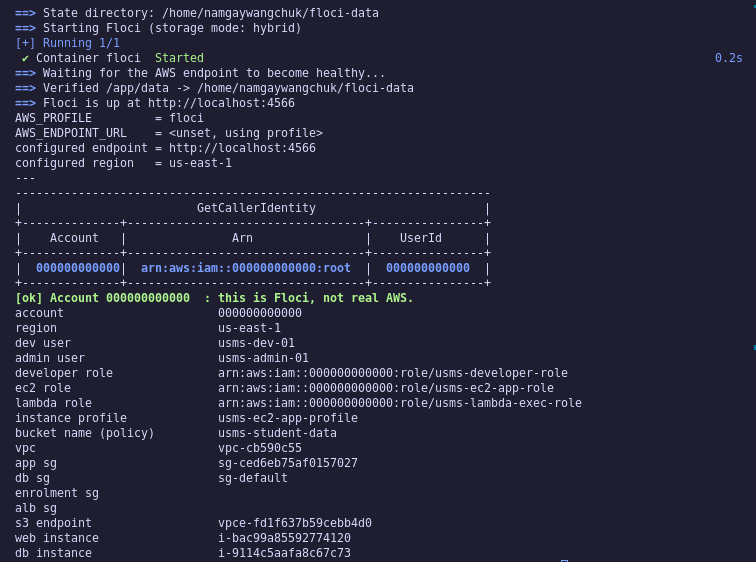 ==> State directory: /home/namgaywangchuk/floci-data
==> Starting Floci (storage mode: hybrid)
[+] Running 1/1
 ✔ Container floci  Started                                                                         0.2s
==> Waiting for the AWS endpoint to become healthy...
==> Verified /app/data -> /home/namgaywangchuk/floci-data
==> Floci is up at http://localhost:4566
AWS_PROFILE         = floci
AWS_ENDPOINT_URL    = <unset, using profile>
configured endpoint = http://localhost:4566
configured region   = us-east-1
---
--------------------------------------------------------------------
|                         GetCallerIdentity                        |
+--------------+----------------------------------+----------------+
|    Account   |               Arn                |    UserId      |
+--------------+----------------------------------+----------------+
|  000000000000|  arn:aws:iam::000000000000:root  |  000000000000  |
+--------------+----------------------------------+----------------+
[ok] Account 000000000000  : this is Floci, not real AWS.
account                      000000000000
region                       us-east-1
dev user                     usms-dev-01
admin user                   usms-admin-01
developer role               arn:aws:iam::000000000000:role/usms-developer-role
ec2 role                     arn:aws:iam::000000000000:role/usms-ec2-app-role
lambda role                  arn:aws:iam::000000000000:role/usms-lambda-exec-role
instance profile             usms-ec2-app-profile
bucket name (policy)         usms-student-data
vpc                          vpc-cb590c55
app sg                       sg-ced6eb75af0157027
db sg                        sg-default
enrolment sg
alb sg
s3 endpoint                  vpce-fd1f637b59cebb4d0
web instance                 i-bac99a85592774120
db instance                  i-9114c5aafa8c67c73